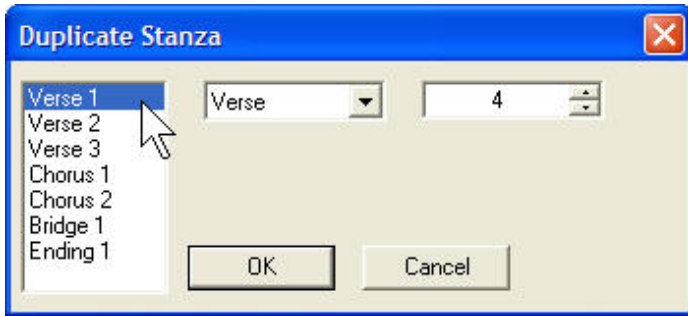 Duplicate Stanza
Verse 1
Verse 2
Verse 3
Chorus 1
Chorus 2
Bridge 1
Ending 1
Verse
4
OK
Cancel